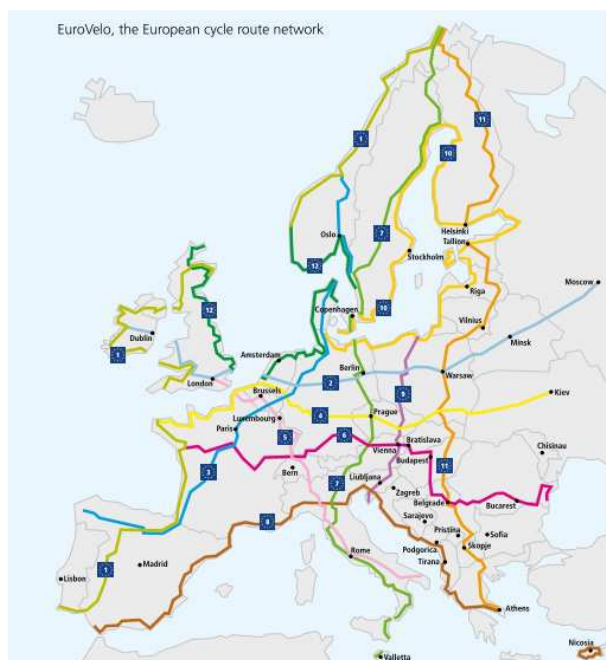 EuroVelo, the European cycle route network
1
11
10
7
Oslo
Helsinki
Tallion
12
Stockholm
Moscow
10
Riga
12
Copenhagen
Vilnius
Dublin
Minsk
1
Amsterdam
Berlin
London
2
Warsaw
Brussels
9
Kiev
4
Prague
Luxembourg
Paris
5
6
Bratislava
Vienna
Chisinau
Budapest
3
Bern
7
Liubljana
11
Zagreb
Belgrade
Bucarest
Sarajevo
8
Pristina
Sofia
Rome
Podgorica
Skopje
1
Madrid
Tirana
Lisbon
Athens
Nicosia
Valletta